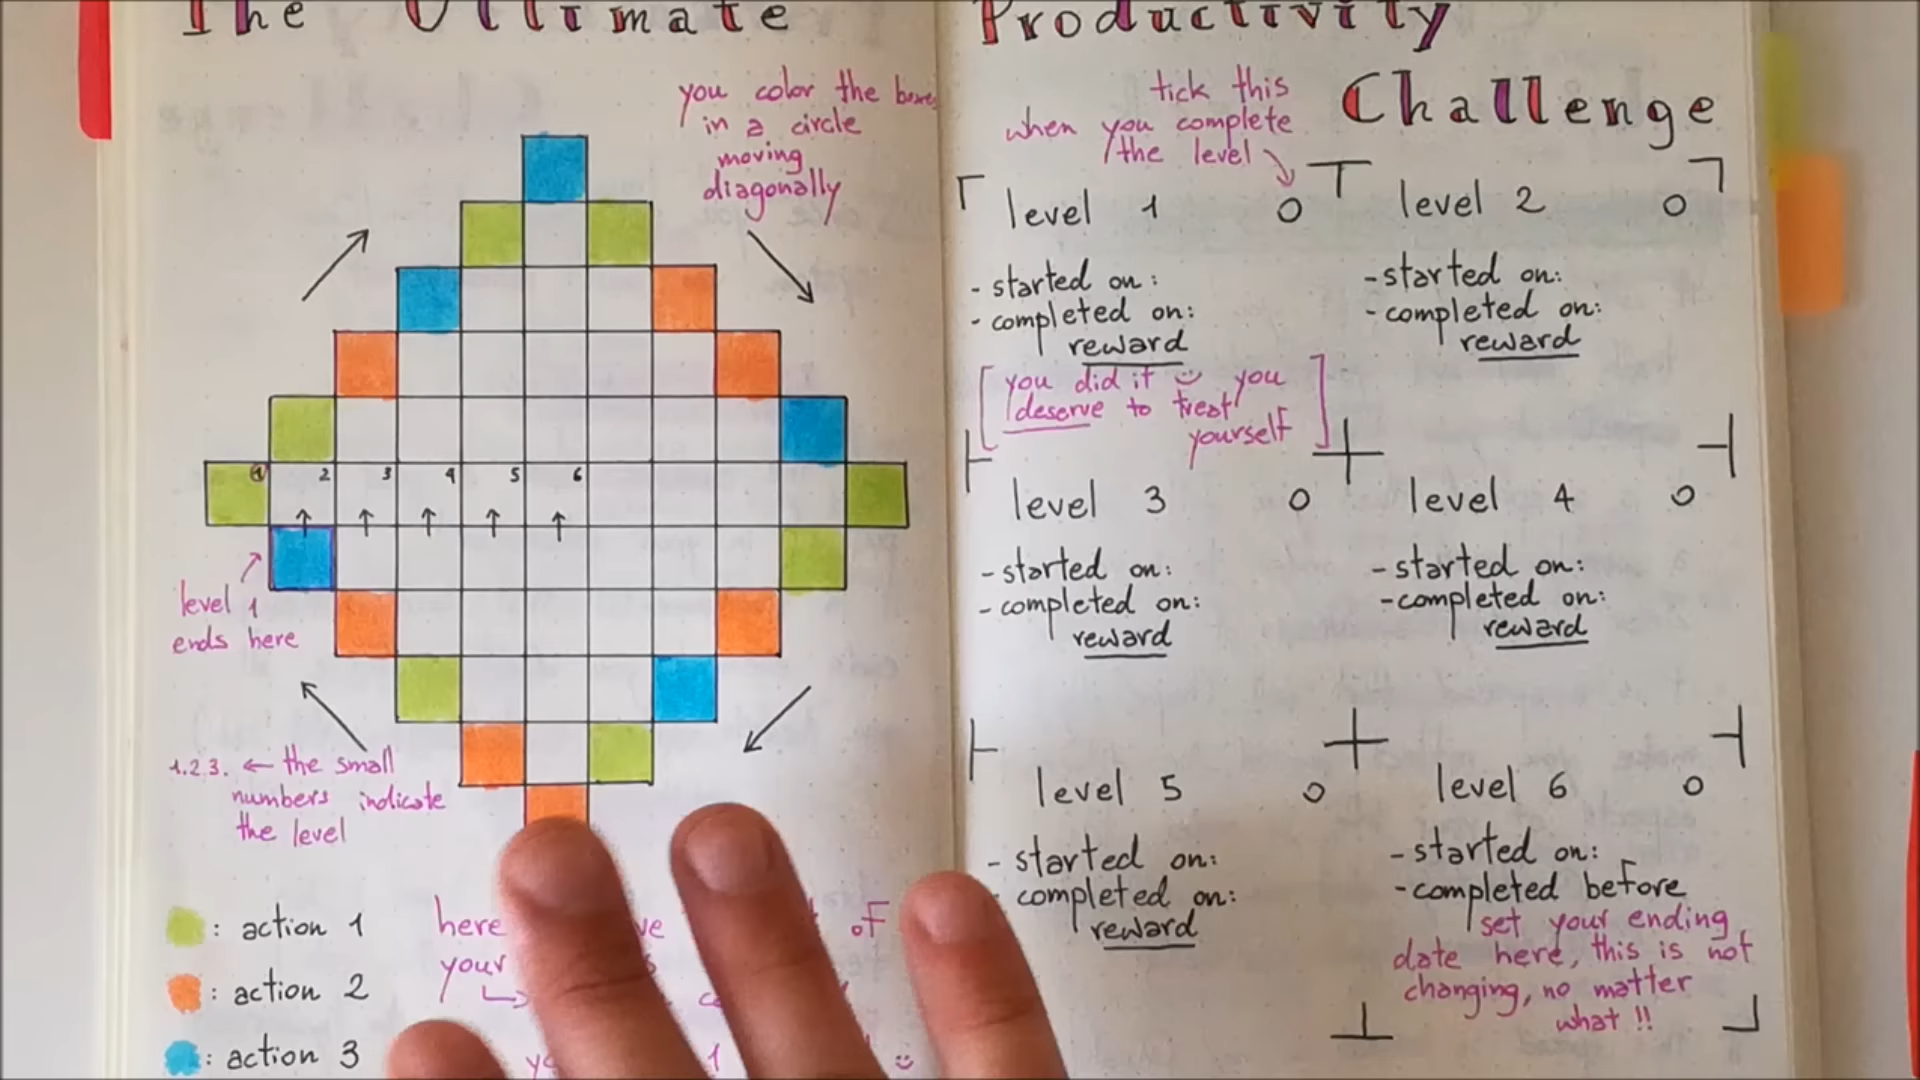 The Ultimate Productivity
Challenge
you color the boxes
in a circle
moving
diagonally
1 2 3 4 5 6
level 1
ends here
1.2.3. ← the small
numbers indicate
the level
: action 1
: action 2
: action 3
here
your
of
1
tick this
when you complete
the level
level 1
- started on:
- completed on:
reward
you did it you
deserve to treat
yourself
level 2
- started on:
- completed on:
reward
level 3
- started on:
- completed on:
reward
level 4
- started on:
- completed on:
reward
level 5
- started on:
- completed on:
reward
level 6
- started on:
- completed before
set your ending
date here, this is not
changing, no matter
what !!